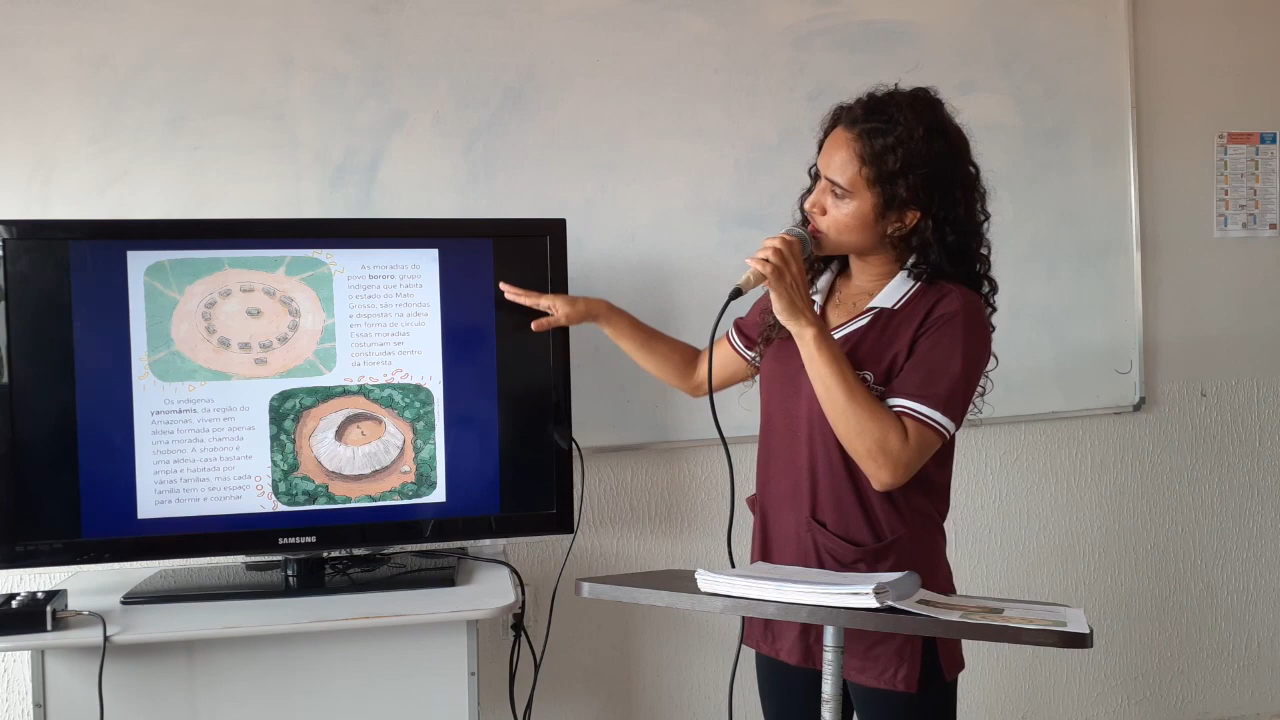 As moradias do
povo bororo, grupo
indígena que habita
o estado do Mato
Grosso, são redondas
e dispostas na aldeia
em forma de círculo.
Essas moradias
costumam ser
construídas dentro
da floresta.
Os indígenas
yanomâmis, da região do
Amazonas, vivem em
aldeia formada por apenas
uma moradia, chamada
shabono. A shabono é
uma aldeia-casa bastante
ampla e habitada por
várias famílias, mas cada
família tem o seu espaço
para dormir e cozinhar.
SAMSUNG